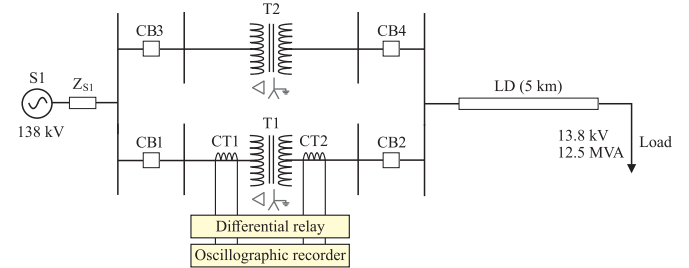 T2
CB3
CB4
S1
ZS1
LD (5 km)
138 kV
T1
CB1
CT1
CT2
CB2
13.8 kV
12.5 MVA
Load
Differential relay
Oscillographic recorder